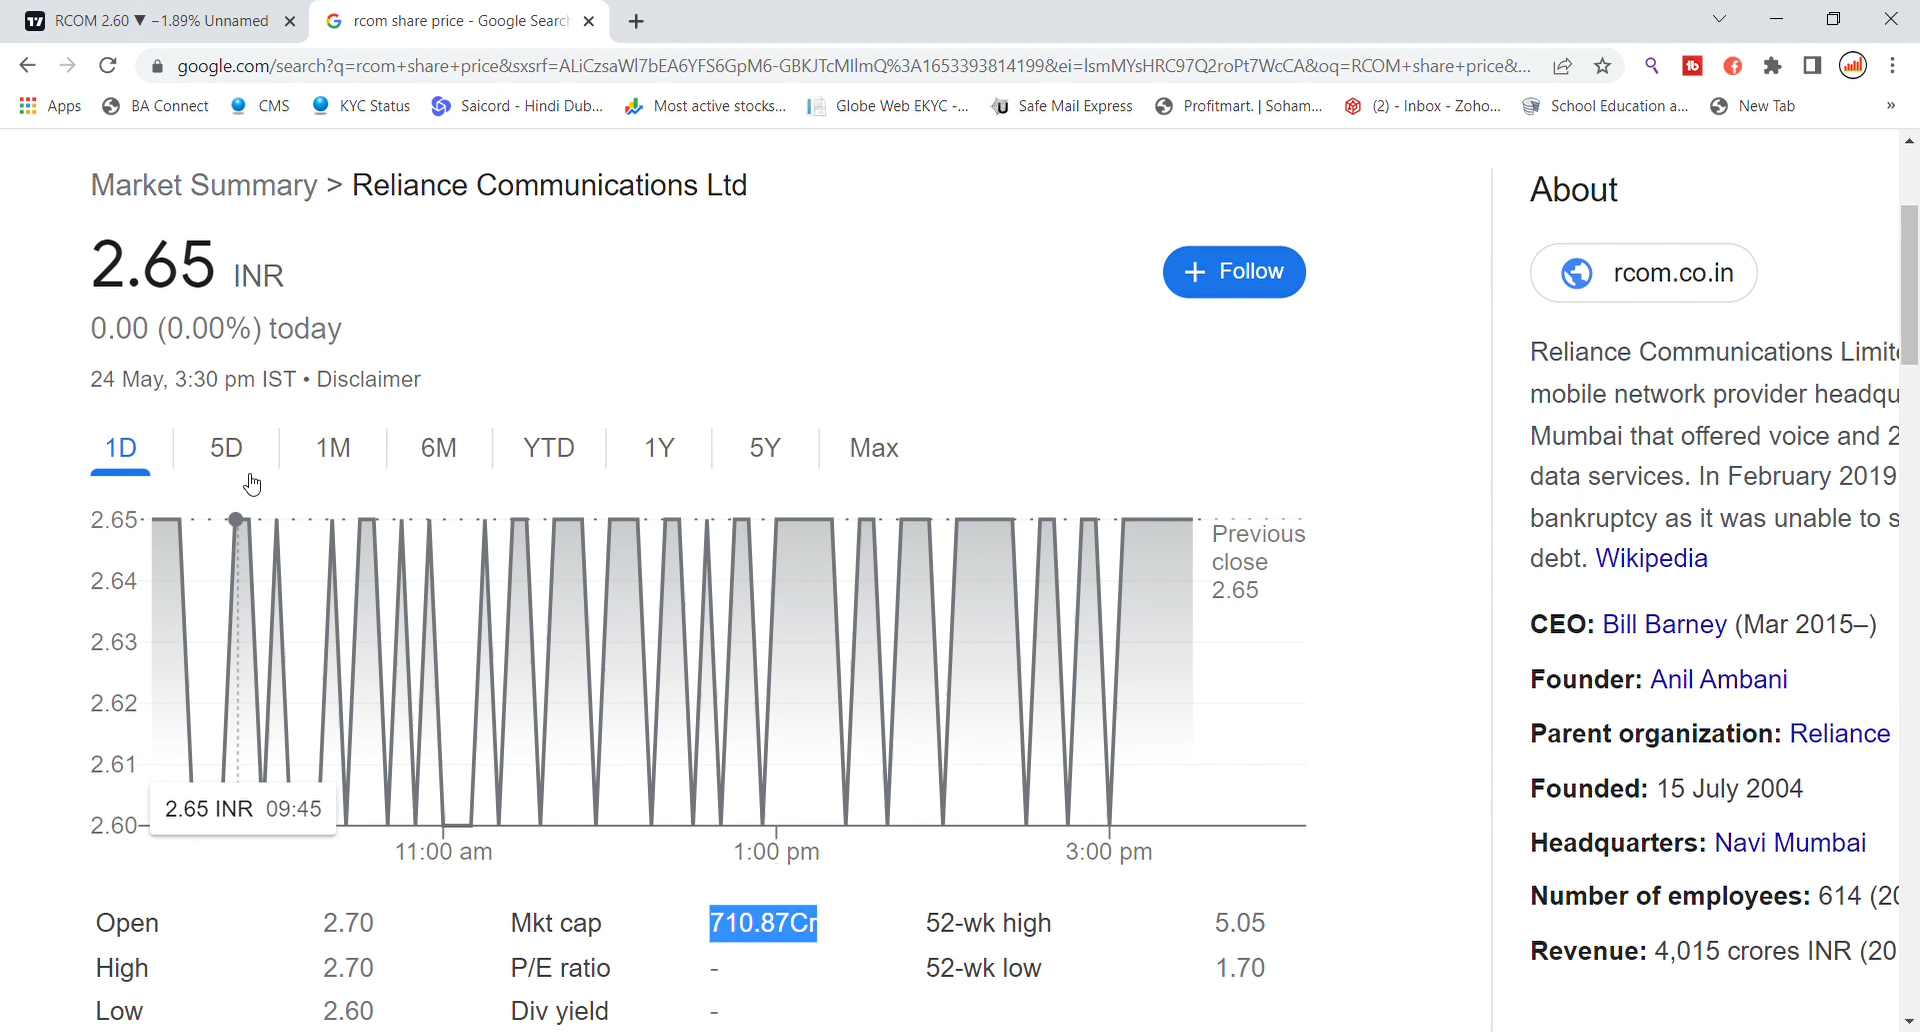 RCOM 2.60 ▼ −1.89% Unnamed
rcom share price - Google Search
google.com/search?q=rcom+share+price&sxsrf=ALiCzsaWl7bEA6YFS6GpM6-GBKJTcMIlmQ%3A1653393814199&ei=lsmMYsHRC97Q2roPt7WcCA&oq=RCOM+share+price&...
Apps BA Connect CMS KYC Status Saicord - Hindi Dub... Most active stocks... Globe Web EKYC -... Safe Mail Express Profitmart. | Soham... (2) - Inbox - Zoho... School Education a... New Tab »
Market Summary > Reliance Communications Ltd
2.65 INR
+ Follow
0.00 (0.00%) today
24 May, 3:30 pm IST • Disclaimer
1D 5D 1M 6M YTD 1Y 5Y Max
2.65
2.64
2.63
2.62
2.61
2.60
Previous
close
2.65
2.65 INR 09:45
11:00 am 1:00 pm 3:00 pm
Open 2.70 Mkt cap 710.87Cr 52-wk high 5.05
High 2.70 P/E ratio - 52-wk low 1.70
Low 2.60 Div yield -
About
rcom.co.in
Reliance Communications Limit
mobile network provider headqu
Mumbai that offered voice and 2
data services. In February 2019
bankruptcy as it was unable to s
debt. Wikipedia
CEO: Bill Barney (Mar 2015–)
Founder: Anil Ambani
Parent organization: Reliance
Founded: 15 July 2004
Headquarters: Navi Mumbai
Number of employees: 614 (20
Revenue: 4,015 crores INR (20